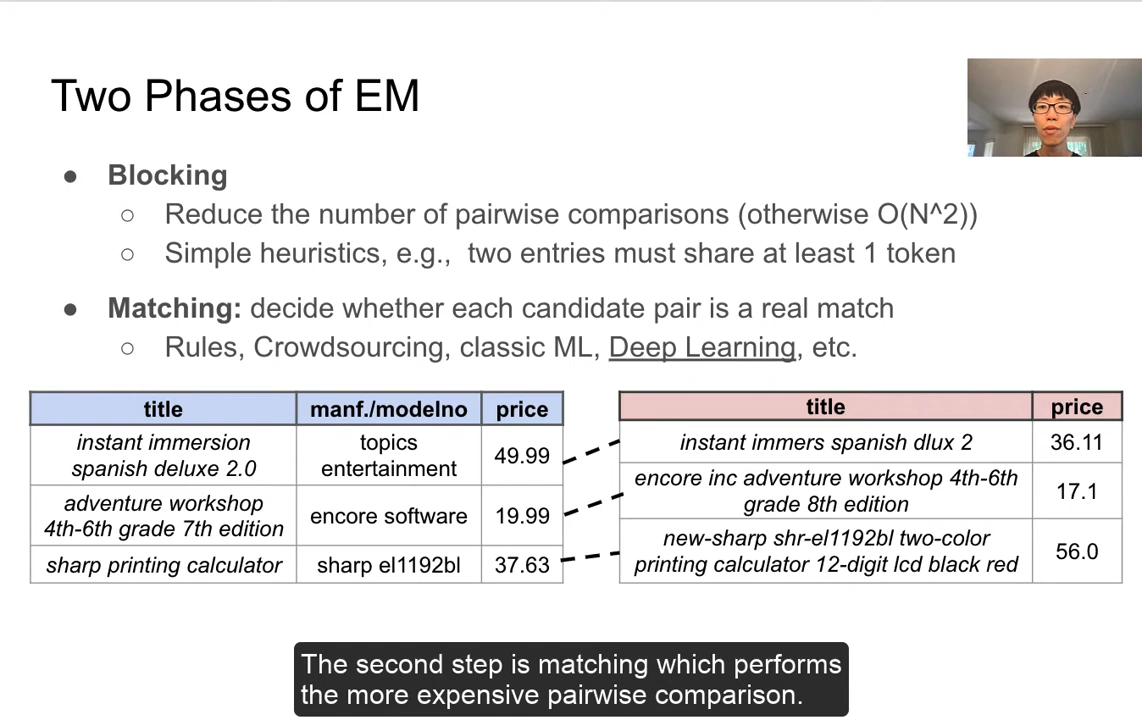 Two Phases of EM
● Blocking
○ Reduce the number of pairwise comparisons (otherwise O(N^2))
○ Simple heuristics, e.g., two entries must share at least 1 token
● Matching: decide whether each candidate pair is a real match
○ Rules, Crowdsourcing, classic ML, Deep Learning, etc.
title manf./modelno price
instant immersion
spanish deluxe 2.0
topics
entertainment
49.99
adventure workshop
4th-6th grade 7th edition
encore software
19.99
sharp printing calculator
sharp el1192bl
37.63
title price
instant immers spanish dlux 2
36.11
encore inc adventure workshop 4th-6th
grade 8th edition
17.1
new-sharp shr-el1192bl two-color
printing calculator 12-digit lcd black red
56.0
The second step is matching which performs
the more expensive pairwise comparison.